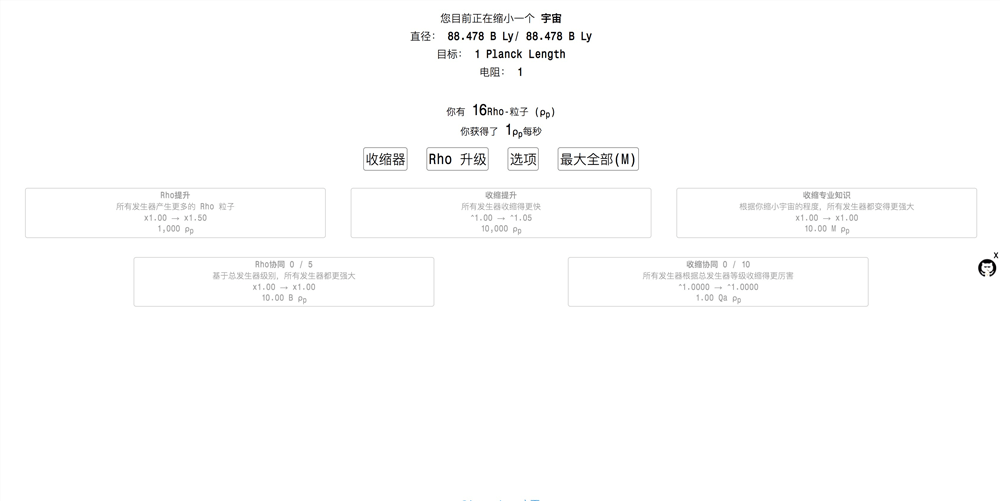 您目前正在缩小一个 宇宙
直径： 88.478 B Ly/ 88.478 B Ly
目标： 1 Planck Length
电阻： 1
你有 16Rho-粒子 (ρp)
你获得了 1ρp每秒
收缩器 Rho 升级 选项 最大全部(M)
Rho提升
所有发生器产生更多的 Rho 粒子
x1.00 → x1.50
1,000 ρp
收缩提升
所有发生器收缩得更快
^1.00 → ^1.05
10,000 ρp
收缩专业知识
根据你缩小宇宙的程度，所有发生器都变得更强大
x1.00 → x1.00
10.00 M ρp
Rho协同 0 / 5
基于总发生器级别，所有发生器都更强大
x1.00 → x1.00
10.00 B ρp
收缩协同 0 / 10
所有发生器根据总发生器等级收缩得更厉害
^1.0000 → ^1.0000
1.00 Qa ρp
X